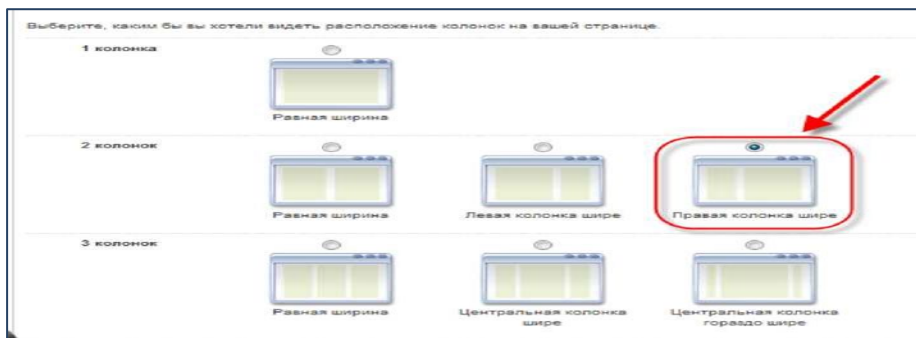 Выберите, каким бы вы хотели видеть расположение колонок на вашей странице.
1 колонка
Равная ширина
2 колонок
Равная ширина
Левая колонка шире
Правая колонка шире
3 колонок
Равная ширина
Центральная колонка
шире
Центральная колонка
гораздо шире